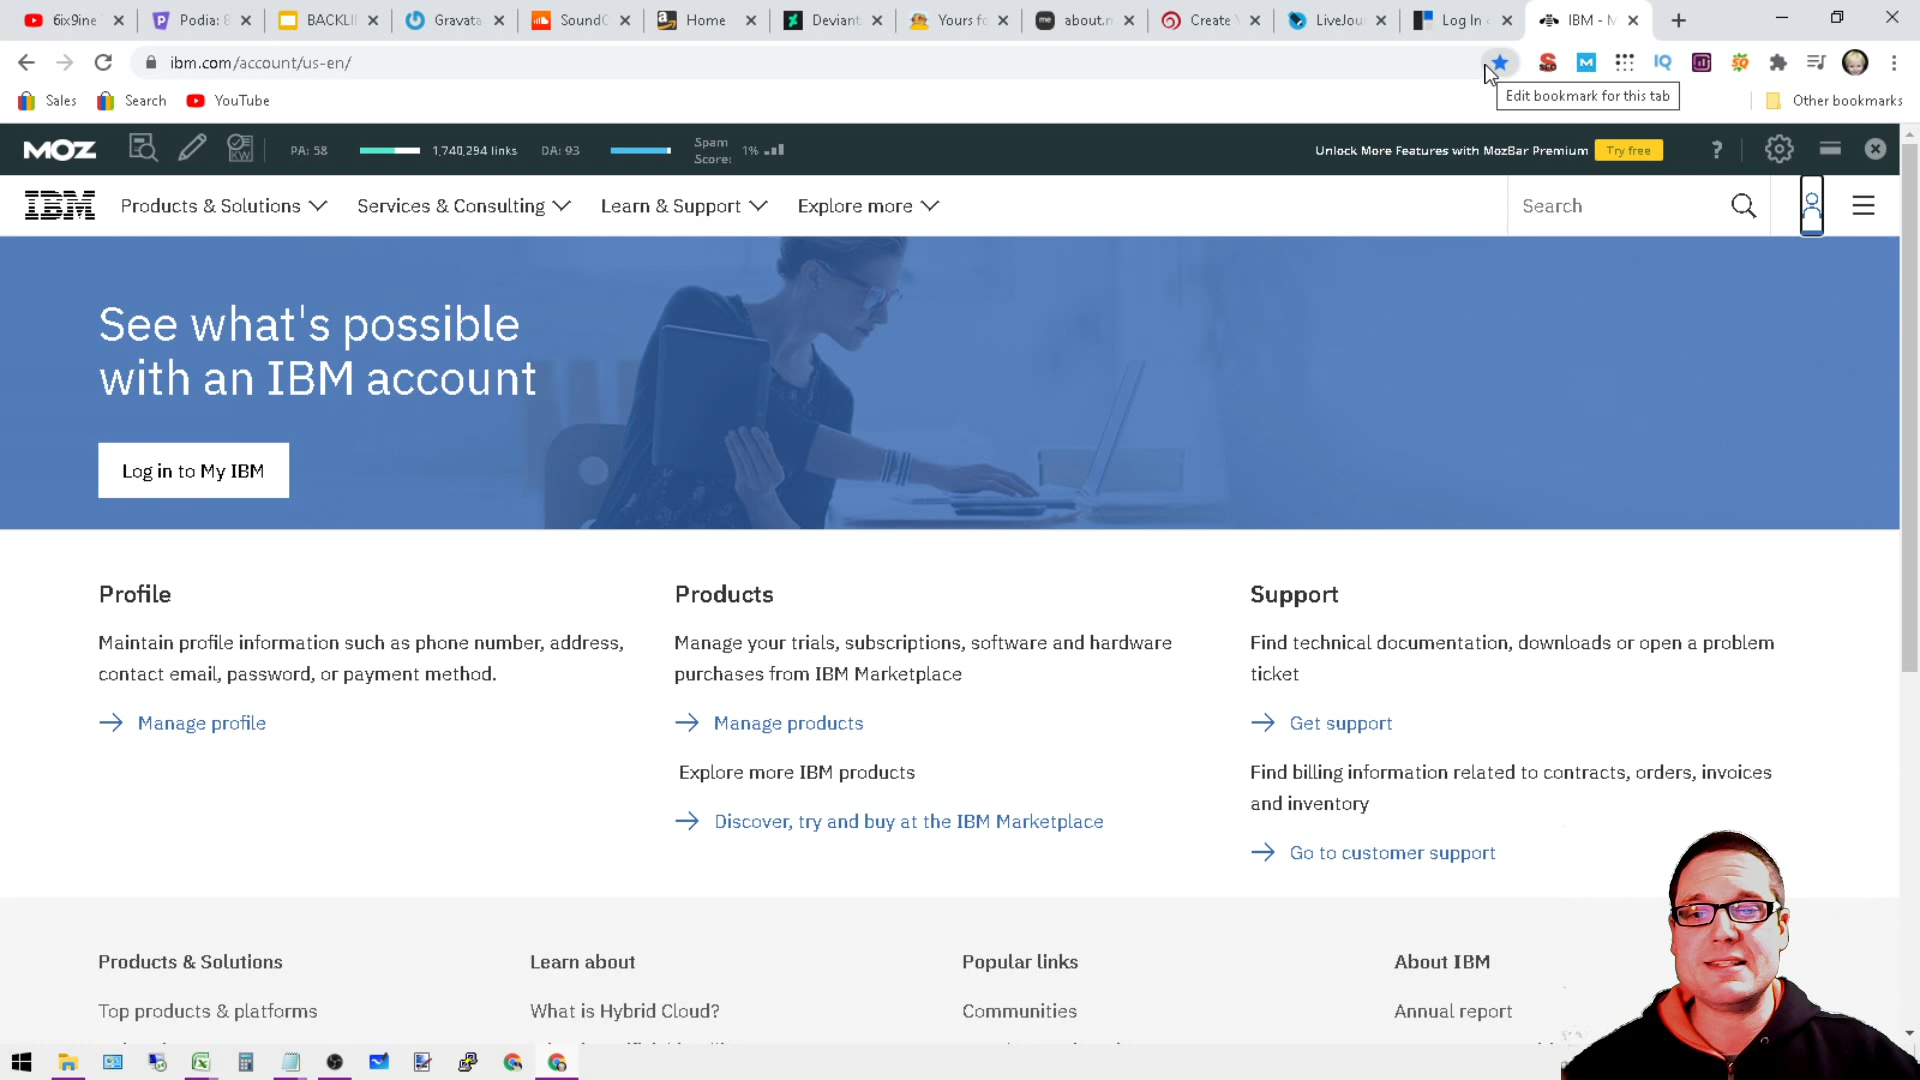 6ix9ine
Podia: 8
BACKLI
Gravata
SoundC
Home
Deviant
Yours fo
about.m
Create
LiveJou
Log In
IBM - M
ibm.com/account/us-en/
Edit bookmark for this tab
Sales
Search
YouTube
Other bookmarks
MOZ
PA: 58
1,740,294 links
DA: 93
Spam
Score:
1%
Unlock More Features with MozBar Premium
Try free
IBM
Products & Solutions
Services & Consulting
Learn & Support
Explore more
Search
See what's possible
with an IBM account
Log in to My IBM
Profile
Maintain profile information such as phone number, address,
contact email, password, or payment method.
Manage profile
Products
Manage your trials, subscriptions, software and hardware
purchases from IBM Marketplace
Manage products
Explore more IBM products
Discover, try and buy at the IBM Marketplace
Support
Find technical documentation, downloads or open a problem
ticket
Get support
Find billing information related to contracts, orders, invoices
and inventory
Go to customer support
Products & Solutions
Top products & platforms
Learn about
What is Hybrid Cloud?
Popular links
Communities
About IBM
Annual report